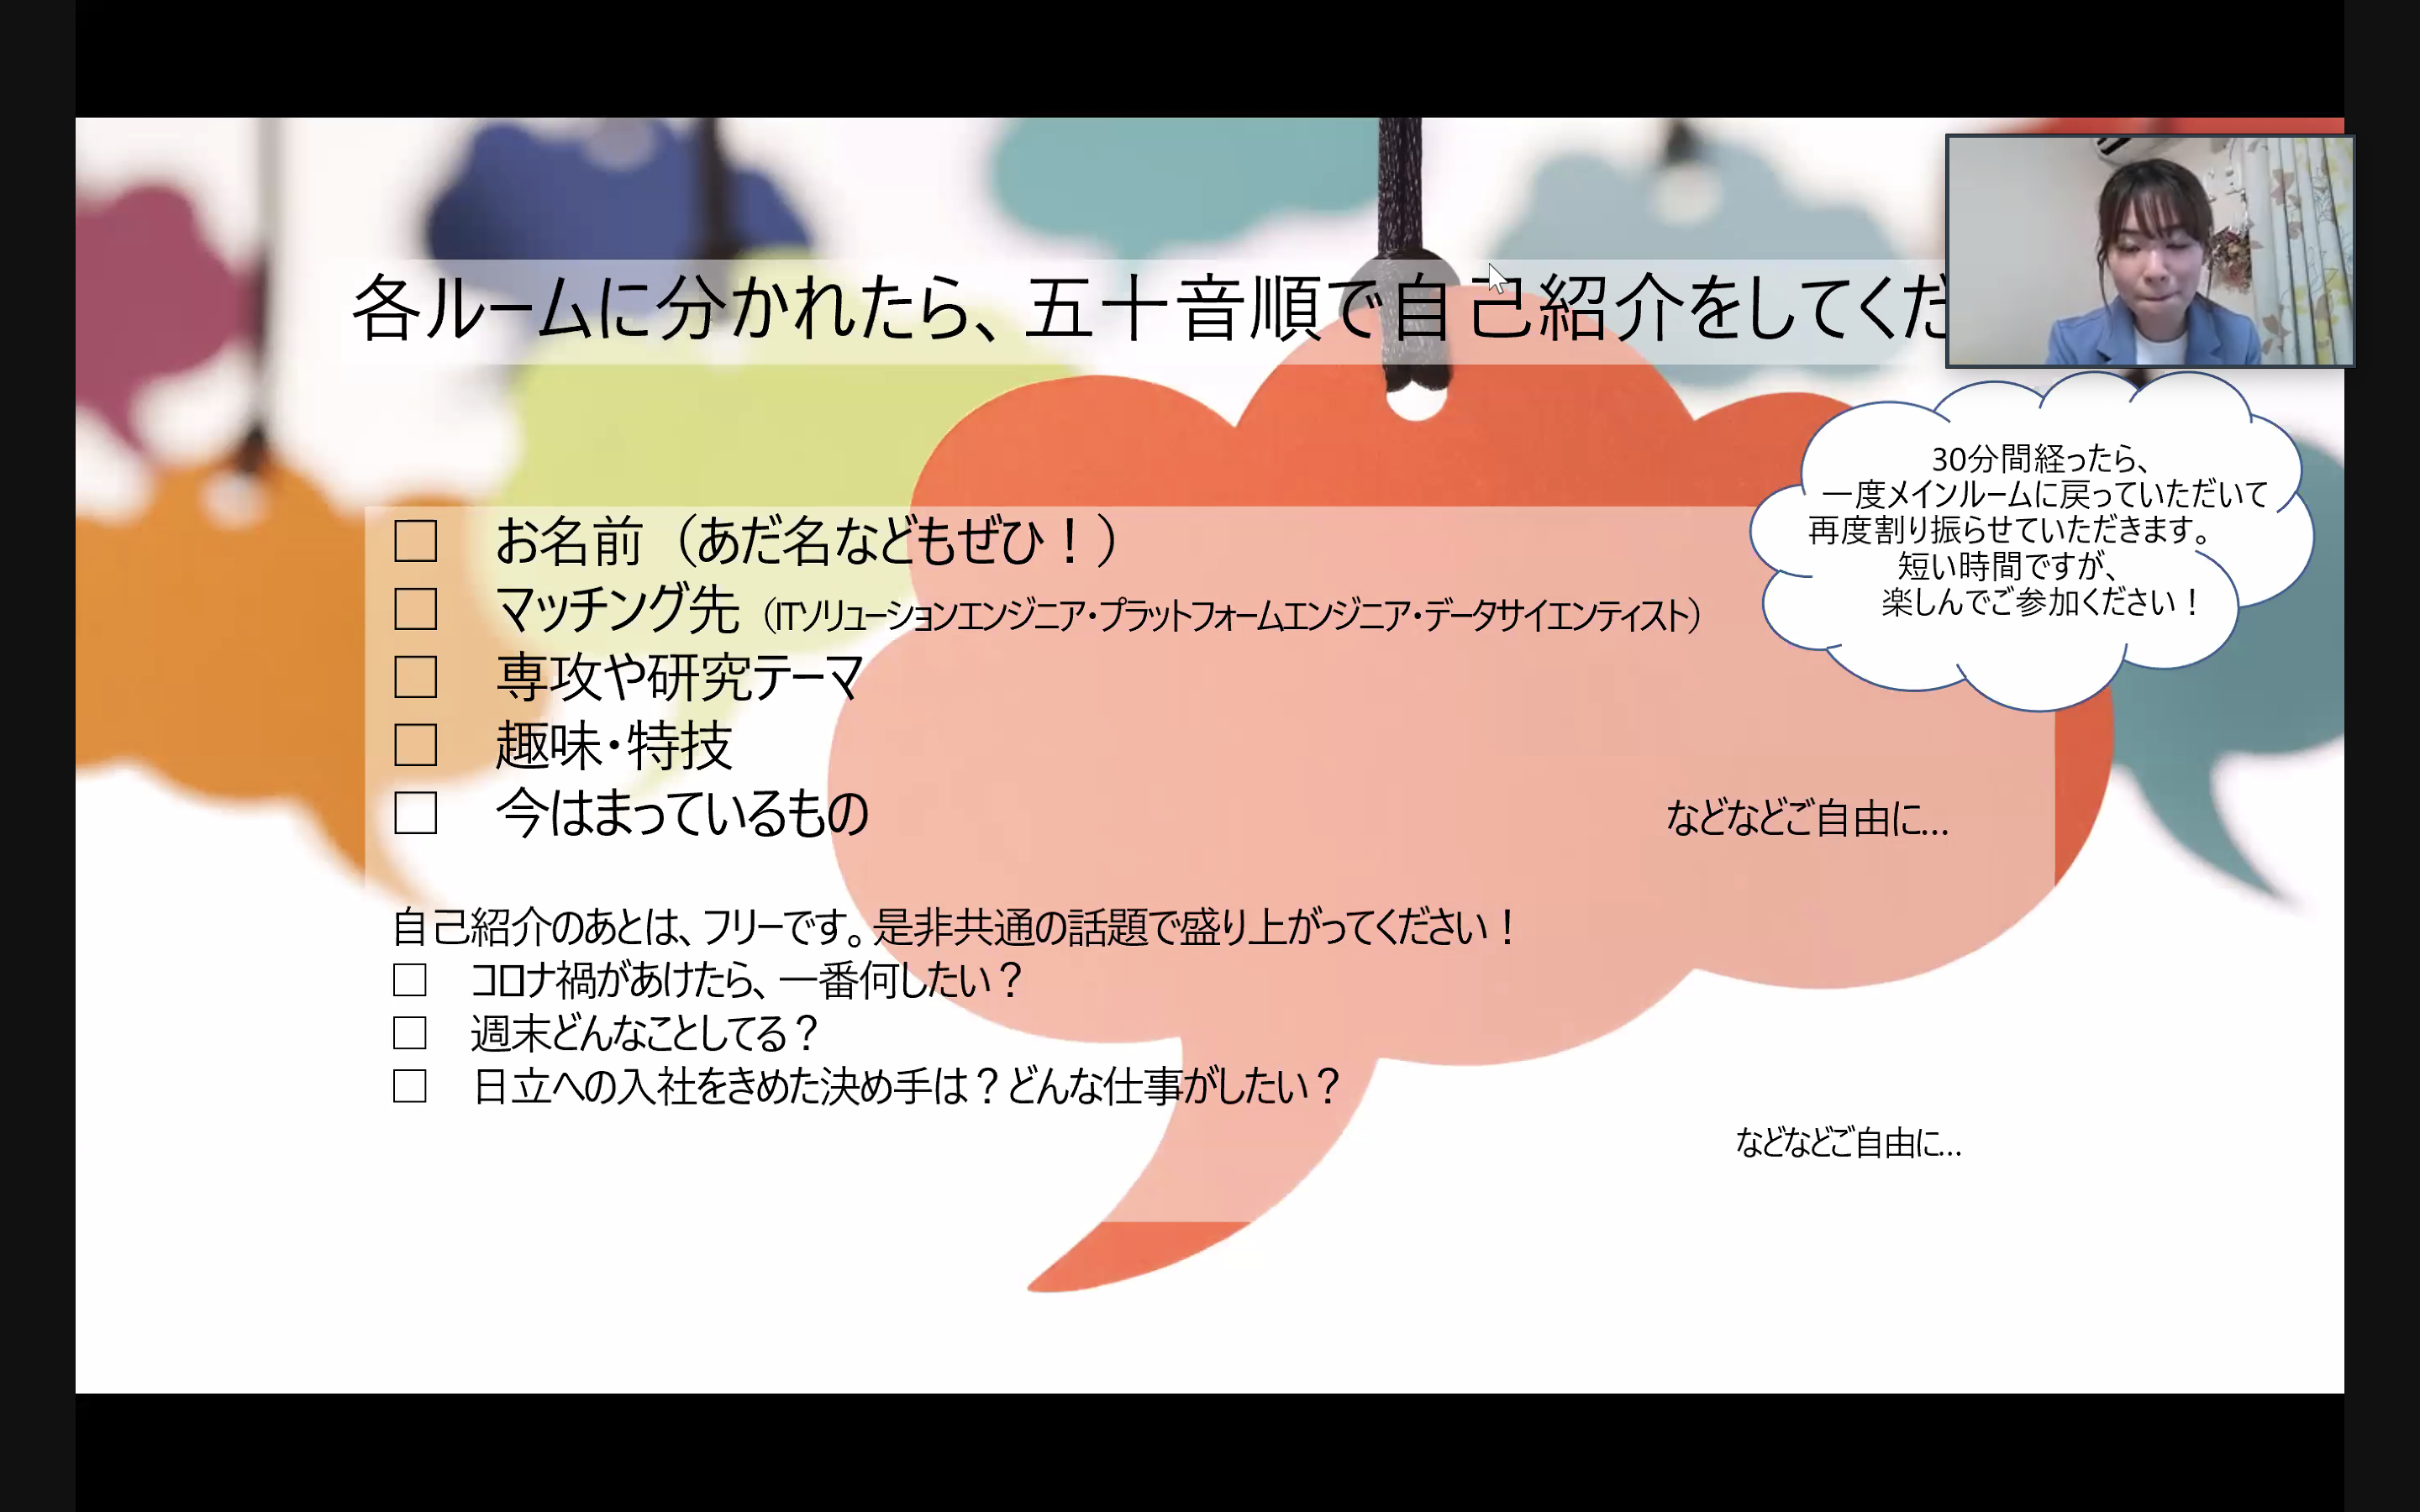 各ルームに分かれたら、五十音順で自己紹介をしてくだ
30分間経ったら、
一度メインルームに戻っていただいて
再度割り振らせていただきます。
短い時間ですが、
楽しんでご参加ください！
□ お名前（あだ名などもぜひ！）
□ マッチング先（ITソリューションエンジニア・プラットフォームエンジニア・データサイエンティスト）
□ 専攻や研究テーマ
□ 趣味・特技
□ 今はまっているもの
などなどご自由に…
自己紹介のあとは、フリーです。是非共通の話題で盛り上がってください！
□ コロナ禍があけたら、一番何したい？
□ 週末どんなことしてる？
□ 日立への入社をきめた決め手は？どんな仕事がしたい？
などなどご自由に…